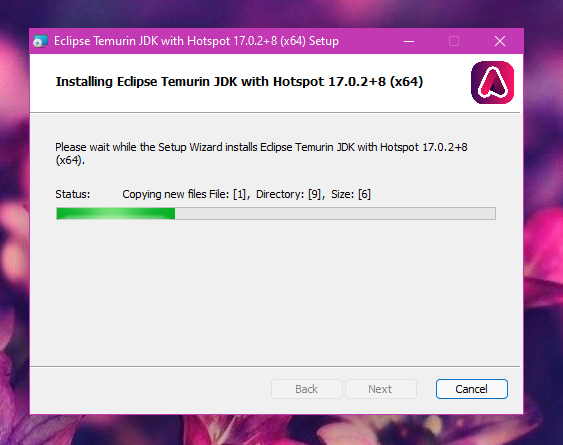 Eclipse Temurin JDK with Hotspot 17.0.2+8 (x64) Setup
Installing Eclipse Temurin JDK with Hotspot 17.0.2+8 (x64)
Please wait while the Setup Wizard installs Eclipse Temurin JDK with Hotspot 17.0.2+8
(x64).
Status: Copying new files File: [1], Directory: [9], Size: [6]
Back Next Cancel